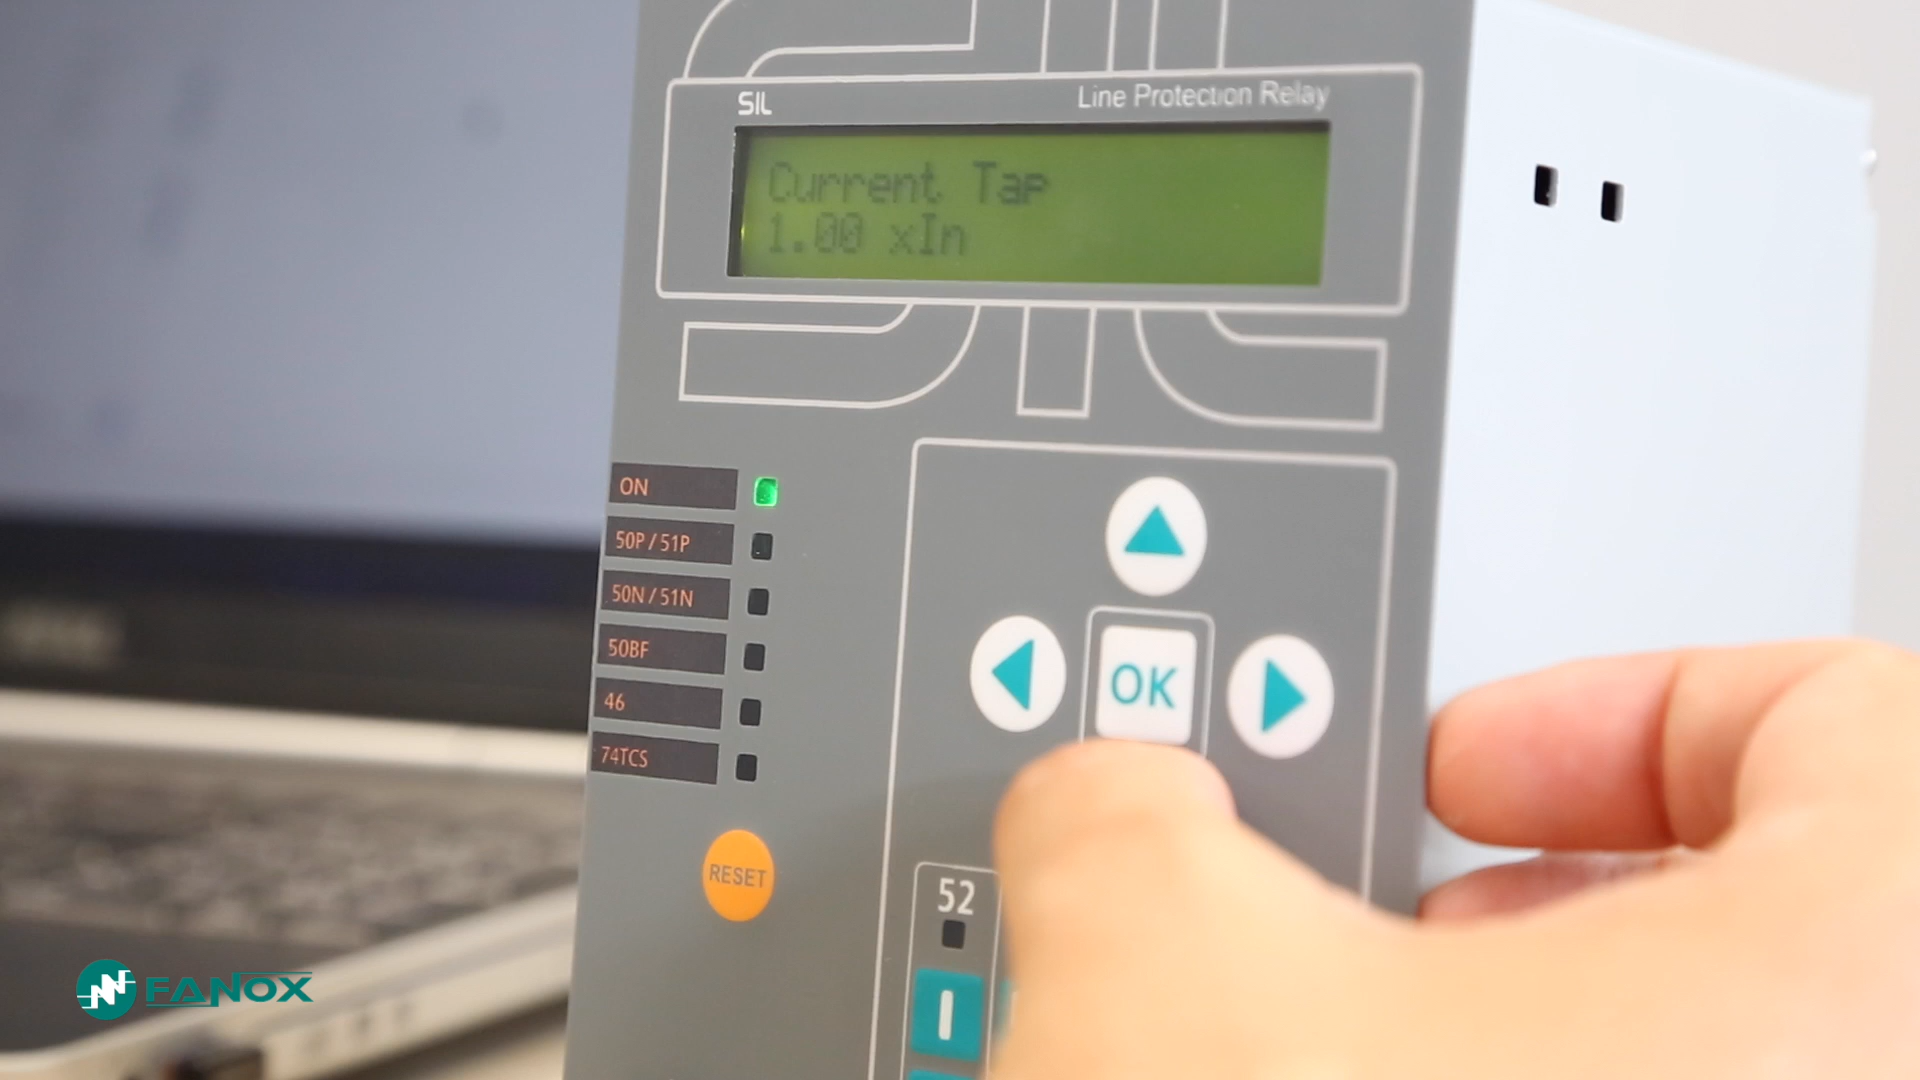 SIL
Line Protection Relay
Current Tap
1.00 xIn
ON
50P / 51P
50N / 51N
50BF
46
74TCS
OK
RESET
52
I
FANOX